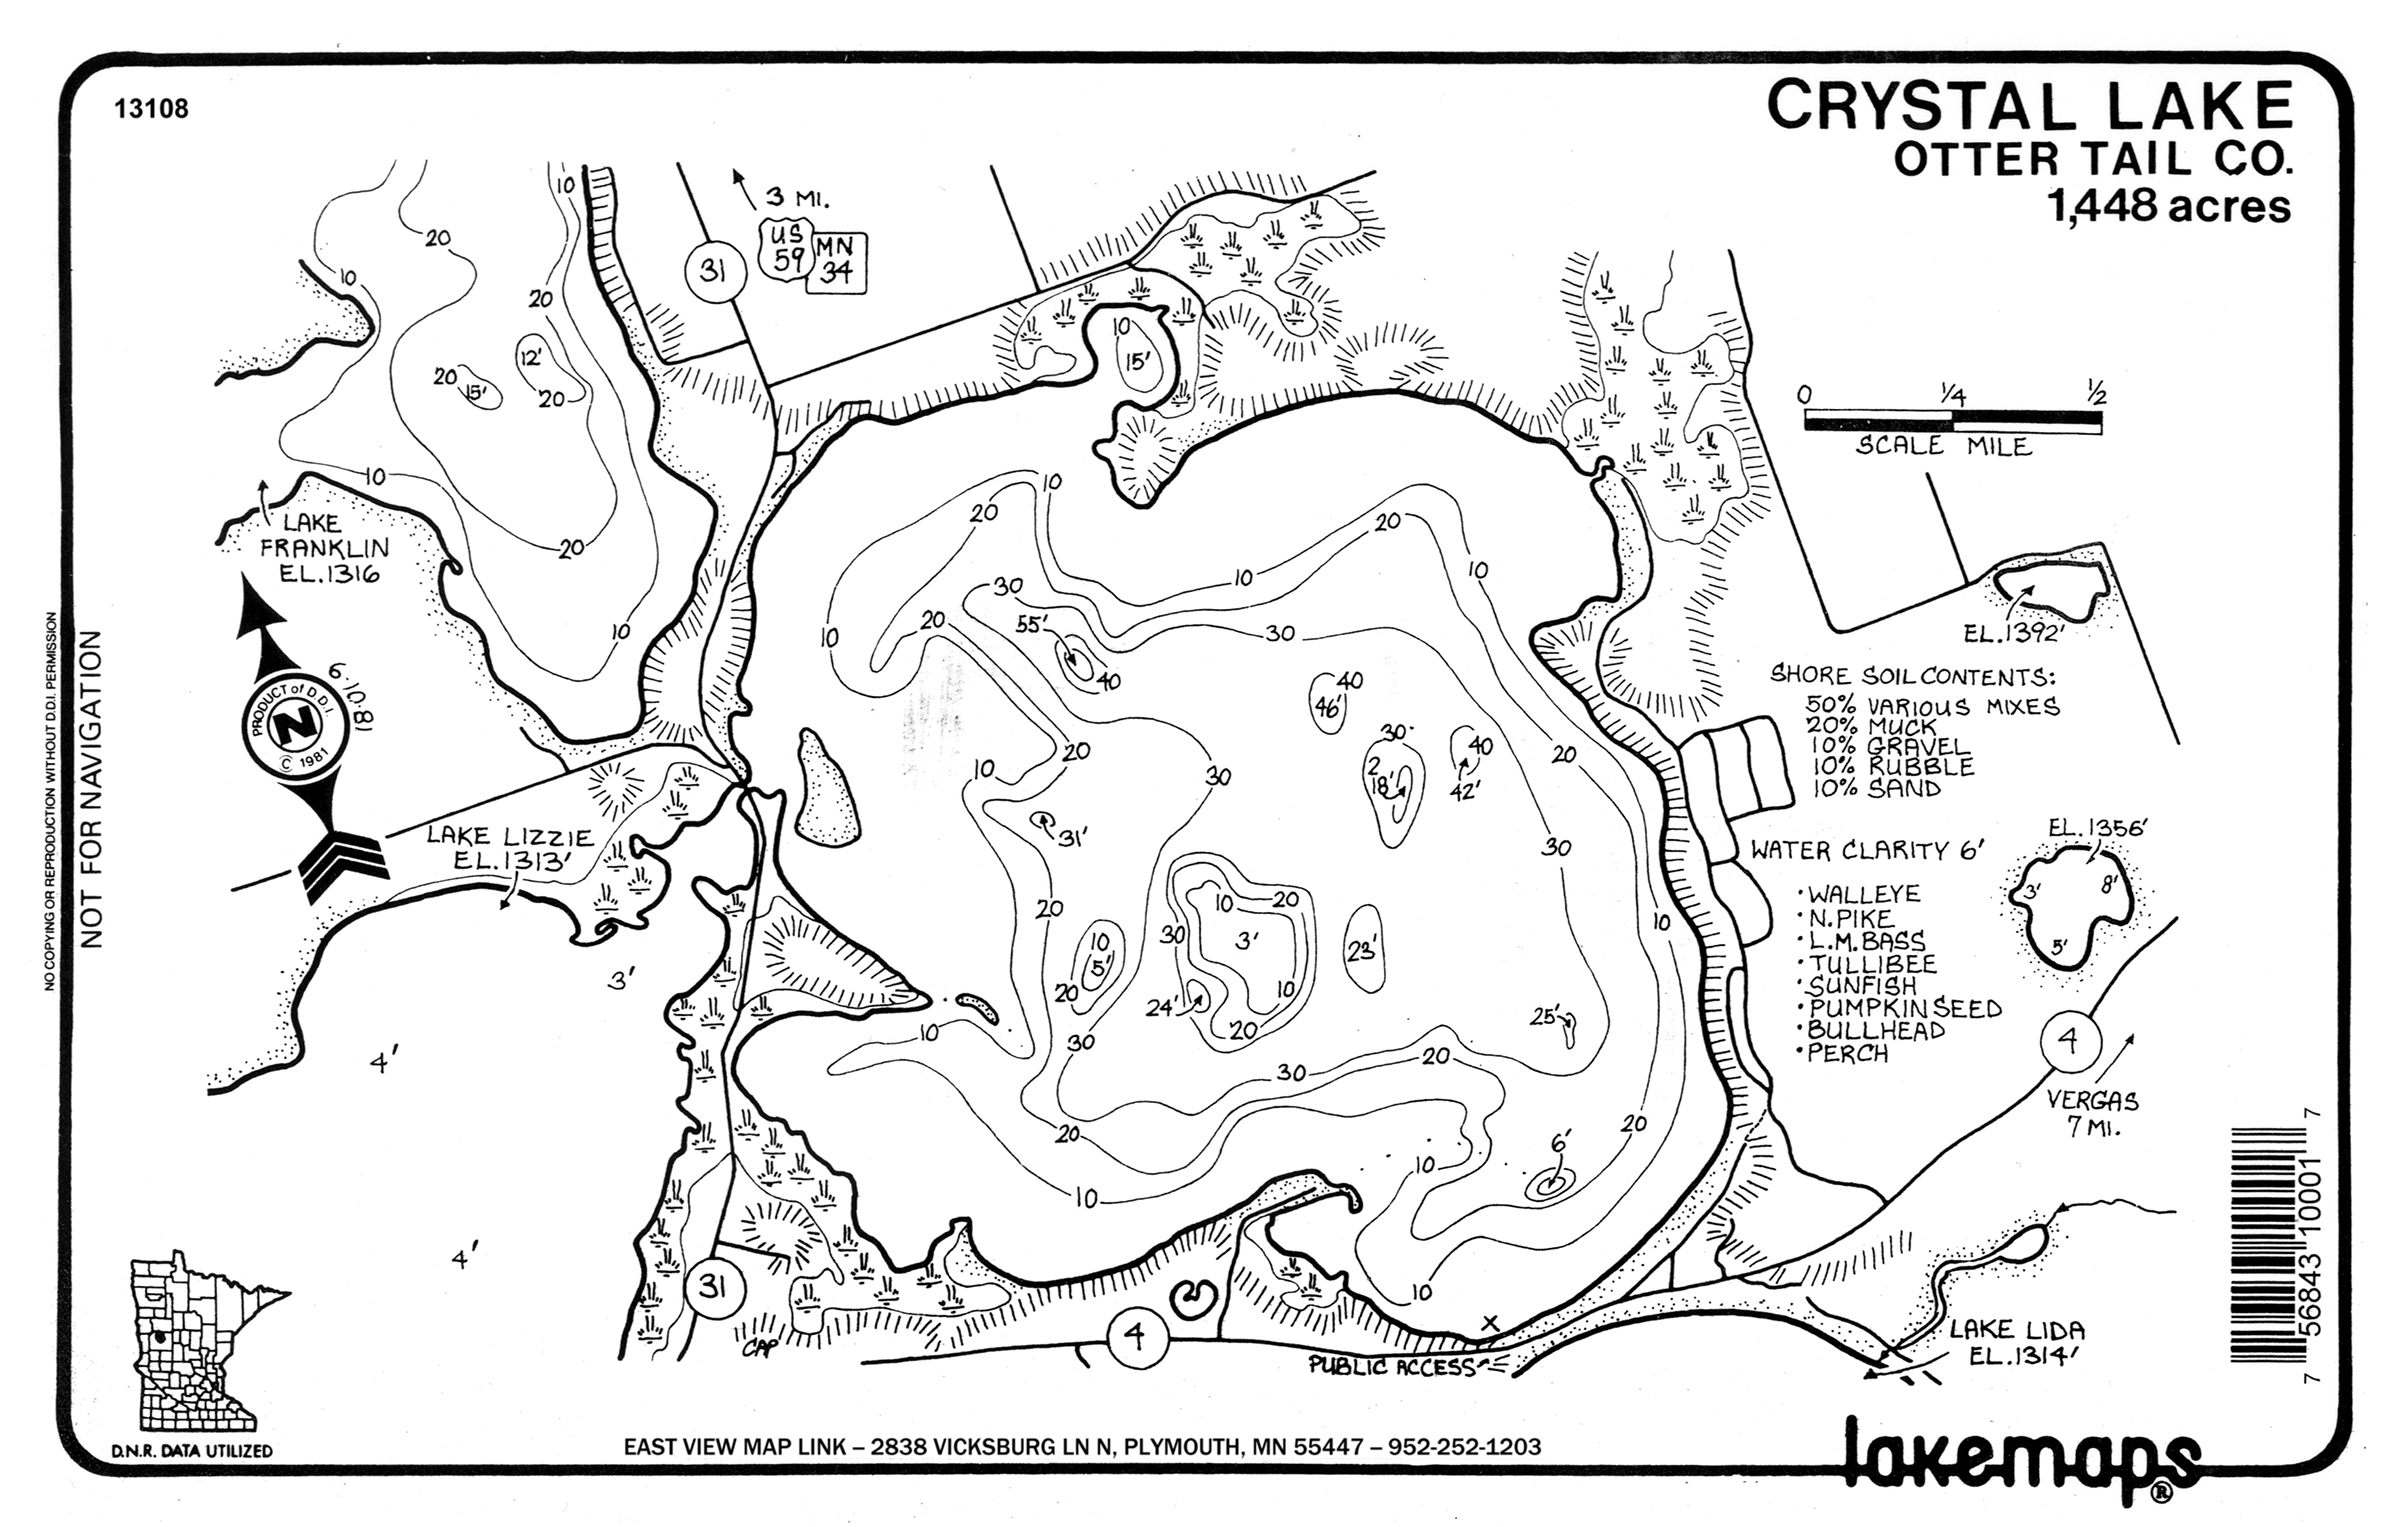 13108
CRYSTAL LAKE
OTTER TAIL CO.
1,448 acres
3 MI.
US
59
MN
34
31
10
20
10
20
12'
20
15'
20
10
20
10
LAKE
FRANKLIN
EL.1316
10
15'
0 1/4 1/2
SCALE MILE
EL.1392'
SHORE SOIL CONTENTS:
50% VARIOUS MIXES
20% MUCK
10% GRAVEL
10% RUBBLE
10% SAND
WATER CLARITY 6'
• WALLEYE
• N.PIKE
• L.M.BASS
• TULLIBEE
• SUNFISH
• PUMPKINSEED
• BULLHEAD
• PERCH
EL.1356'
3'
8'
5'
4
VERGAS
7 MI.
LAKE LIDA
EL.1314'
10
20
20
10
10
30
20
55'
40
10
30
40
46'
30
2
18'
40
42'
20
20
10
30
31'
30
20
10
20
3'
10
20
30
24'
10
5'
20
23'
10
25'
10
30
30
20
20
20
10
10
6'
10
LAKE LIZZIE
EL.1313'
3'
4'
4'
31
CAP
4
X
PUBLIC ACCESS
PRODUCT of D.D.I.
N
© 1981
6·10·81
NOT FOR NAVIGATION
NO COPYING OR REPRODUCTION WITHOUT D.D.I. PERMISSION
D.N.R. DATA UTILIZED
EAST VIEW MAP LINK – 2838 VICKSBURG LN N, PLYMOUTH, MN 55447 – 952-252-1203
lakemaps®
7 56843 10001 7